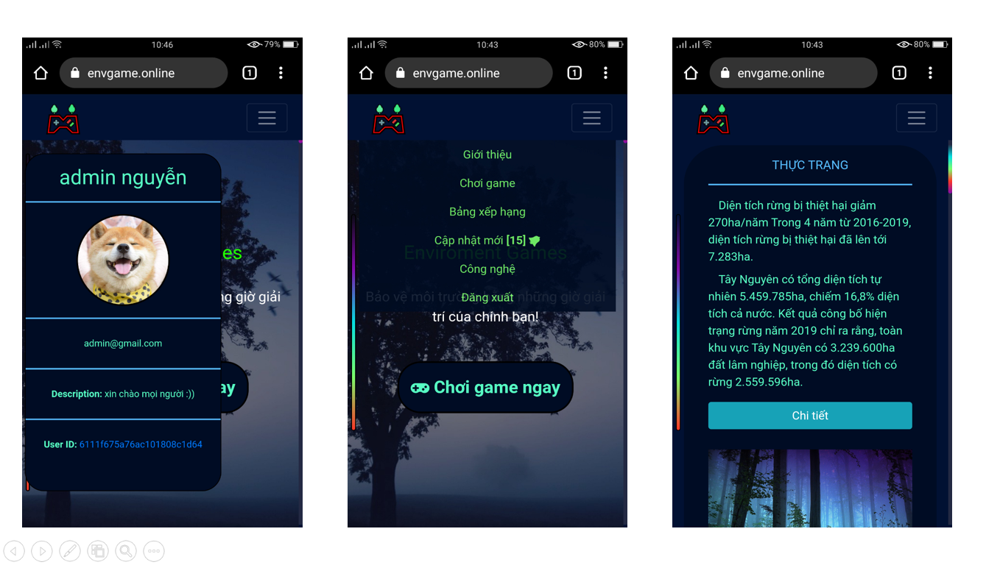 10:46
79%
envgame.online
1
admin nguyễn
es
ng giờ giải
admin@gmail.com
ay
Description: xin chào mọi người :))
User ID: 6111f675a76ac101808c1d64
10:43
80%
envgame.online
1
Giới thiệu
Chơi game
Bảng xếp hạng
Cập nhật mới [15]
Enviroment Games
Công nghệ
Bảo vệ môi trường những giờ giải
Đăng xuất
trí của chính bạn!
Chơi game ngay
10:43
80%
envgame.online
1
THỰC TRẠNG
Diện tích rừng bị thiệt hại giảm
270ha/năm Trong 4 năm từ 2016-2019,
diện tích rừng bị thiệt hại đã lên tới
7.283ha.
Tây Nguyên có tổng diện tích tự
nhiên 5.459.785ha, chiếm 16,8% diện
tích cả nước. Kết quả công bố hiện
trạng rừng năm 2019 chỉ ra rằng, toàn
khu vực Tây Nguyên có 3.239.600ha
đất lâm nghiệp, trong đó diện tích có
rừng 2.559.596ha.
Chi tiết